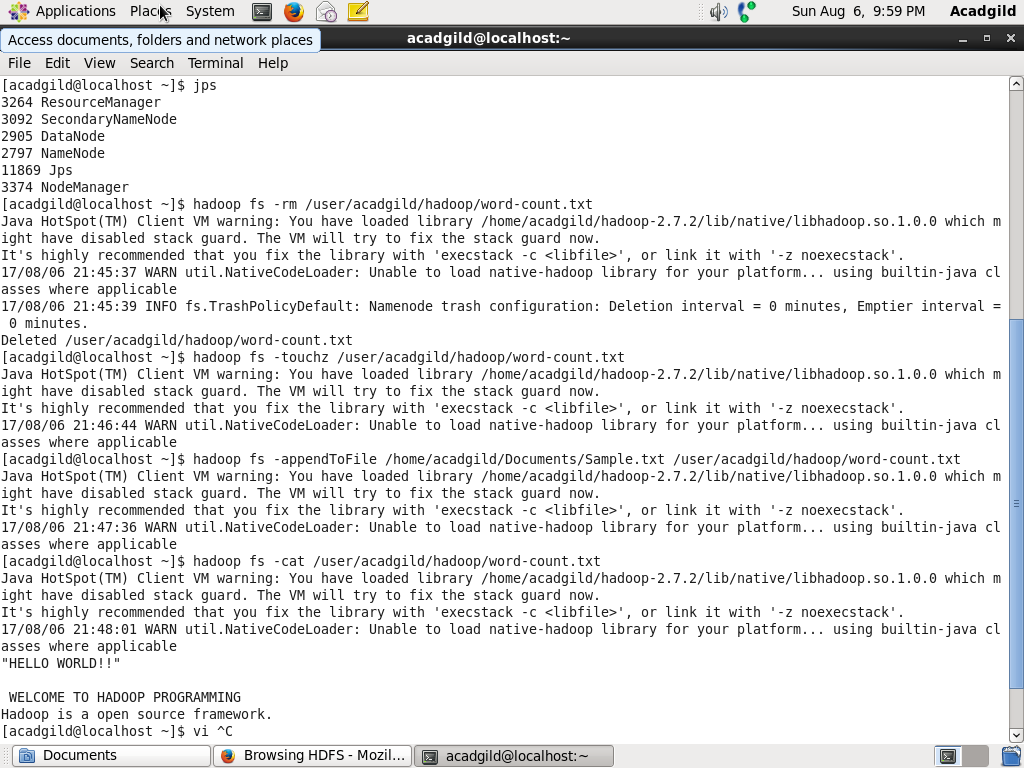 Applications Places System Sun Aug 6, 9:59 PM Acadgild
Access documents, folders and network places
acadgild@localhost:~
File Edit View Search Terminal Help
[acadgild@localhost ~]$ jps
3264 ResourceManager
3092 SecondaryNameNode
2905 DataNode
2797 NameNode
11869 Jps
3374 NodeManager
[acadgild@localhost ~]$ hadoop fs -rm /user/acadgild/hadoop/word-count.txt
Java HotSpot(TM) Client VM warning: You have loaded library /home/acadgild/hadoop-2.7.2/lib/native/libhadoop.so.1.0.0 which m
ight have disabled stack guard. The VM will try to fix the stack guard now.
It's highly recommended that you fix the library with 'execstack -c <libfile>', or link it with '-z noexecstack'.
17/08/06 21:45:37 WARN util.NativeCodeLoader: Unable to load native-hadoop library for your platform... using builtin-java cl
asses where applicable
17/08/06 21:45:39 INFO fs.TrashPolicyDefault: Namenode trash configuration: Deletion interval = 0 minutes, Emptier interval =
 0 minutes.
Deleted /user/acadgild/hadoop/word-count.txt
[acadgild@localhost ~]$ hadoop fs -touchz /user/acadgild/hadoop/word-count.txt
Java HotSpot(TM) Client VM warning: You have loaded library /home/acadgild/hadoop-2.7.2/lib/native/libhadoop.so.1.0.0 which m
ight have disabled stack guard. The VM will try to fix the stack guard now.
It's highly recommended that you fix the library with 'execstack -c <libfile>', or link it with '-z noexecstack'.
17/08/06 21:46:44 WARN util.NativeCodeLoader: Unable to load native-hadoop library for your platform... using builtin-java cl
asses where applicable
[acadgild@localhost ~]$ hadoop fs -appendToFile /home/acadgild/Documents/Sample.txt /user/acadgild/hadoop/word-count.txt
Java HotSpot(TM) Client VM warning: You have loaded library /home/acadgild/hadoop-2.7.2/lib/native/libhadoop.so.1.0.0 which m
ight have disabled stack guard. The VM will try to fix the stack guard now.
It's highly recommended that you fix the library with 'execstack -c <libfile>', or link it with '-z noexecstack'.
17/08/06 21:47:36 WARN util.NativeCodeLoader: Unable to load native-hadoop library for your platform... using builtin-java cl
asses where applicable
[acadgild@localhost ~]$ hadoop fs -cat /user/acadgild/hadoop/word-count.txt
Java HotSpot(TM) Client VM warning: You have loaded library /home/acadgild/hadoop-2.7.2/lib/native/libhadoop.so.1.0.0 which m
ight have disabled stack guard. The VM will try to fix the stack guard now.
It's highly recommended that you fix the library with 'execstack -c <libfile>', or link it with '-z noexecstack'.
17/08/06 21:48:01 WARN util.NativeCodeLoader: Unable to load native-hadoop library for your platform... using builtin-java cl
asses where applicable
"HELLO WORLD!!"
 WELCOME TO HADOOP PROGRAMMING
Hadoop is a open source framework.
[acadgild@localhost ~]$ vi ^C
Documents Browsing HDFS - Mozil... acadgild@localhost:~